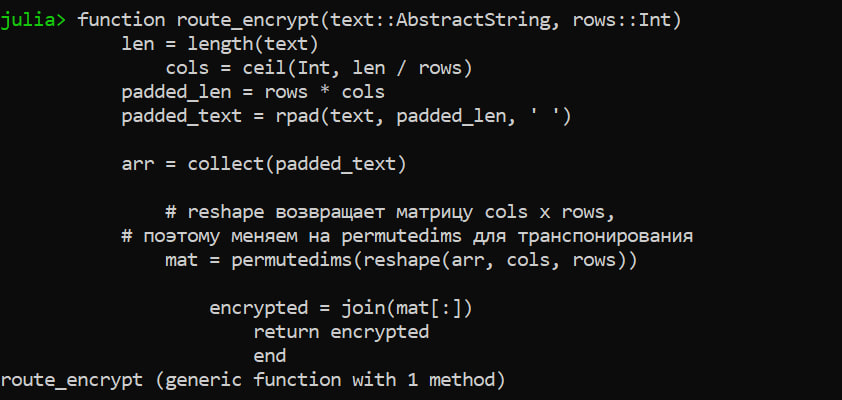 julia> function route_encrypt(text::AbstractString, rows::Int)
len = length(text)
cols = ceil(Int, len / rows)
padded_len = rows * cols
padded_text = rpad(text, padded_len, ' ')
arr = collect(padded_text)
# reshape возвращает матрицу cols x rows,
# поэтому меняем на permutedims для транспонирования
mat = permutedims(reshape(arr, cols, rows))
encrypted = join(mat[:])
return encrypted
end
route_encrypt (generic function with 1 method)